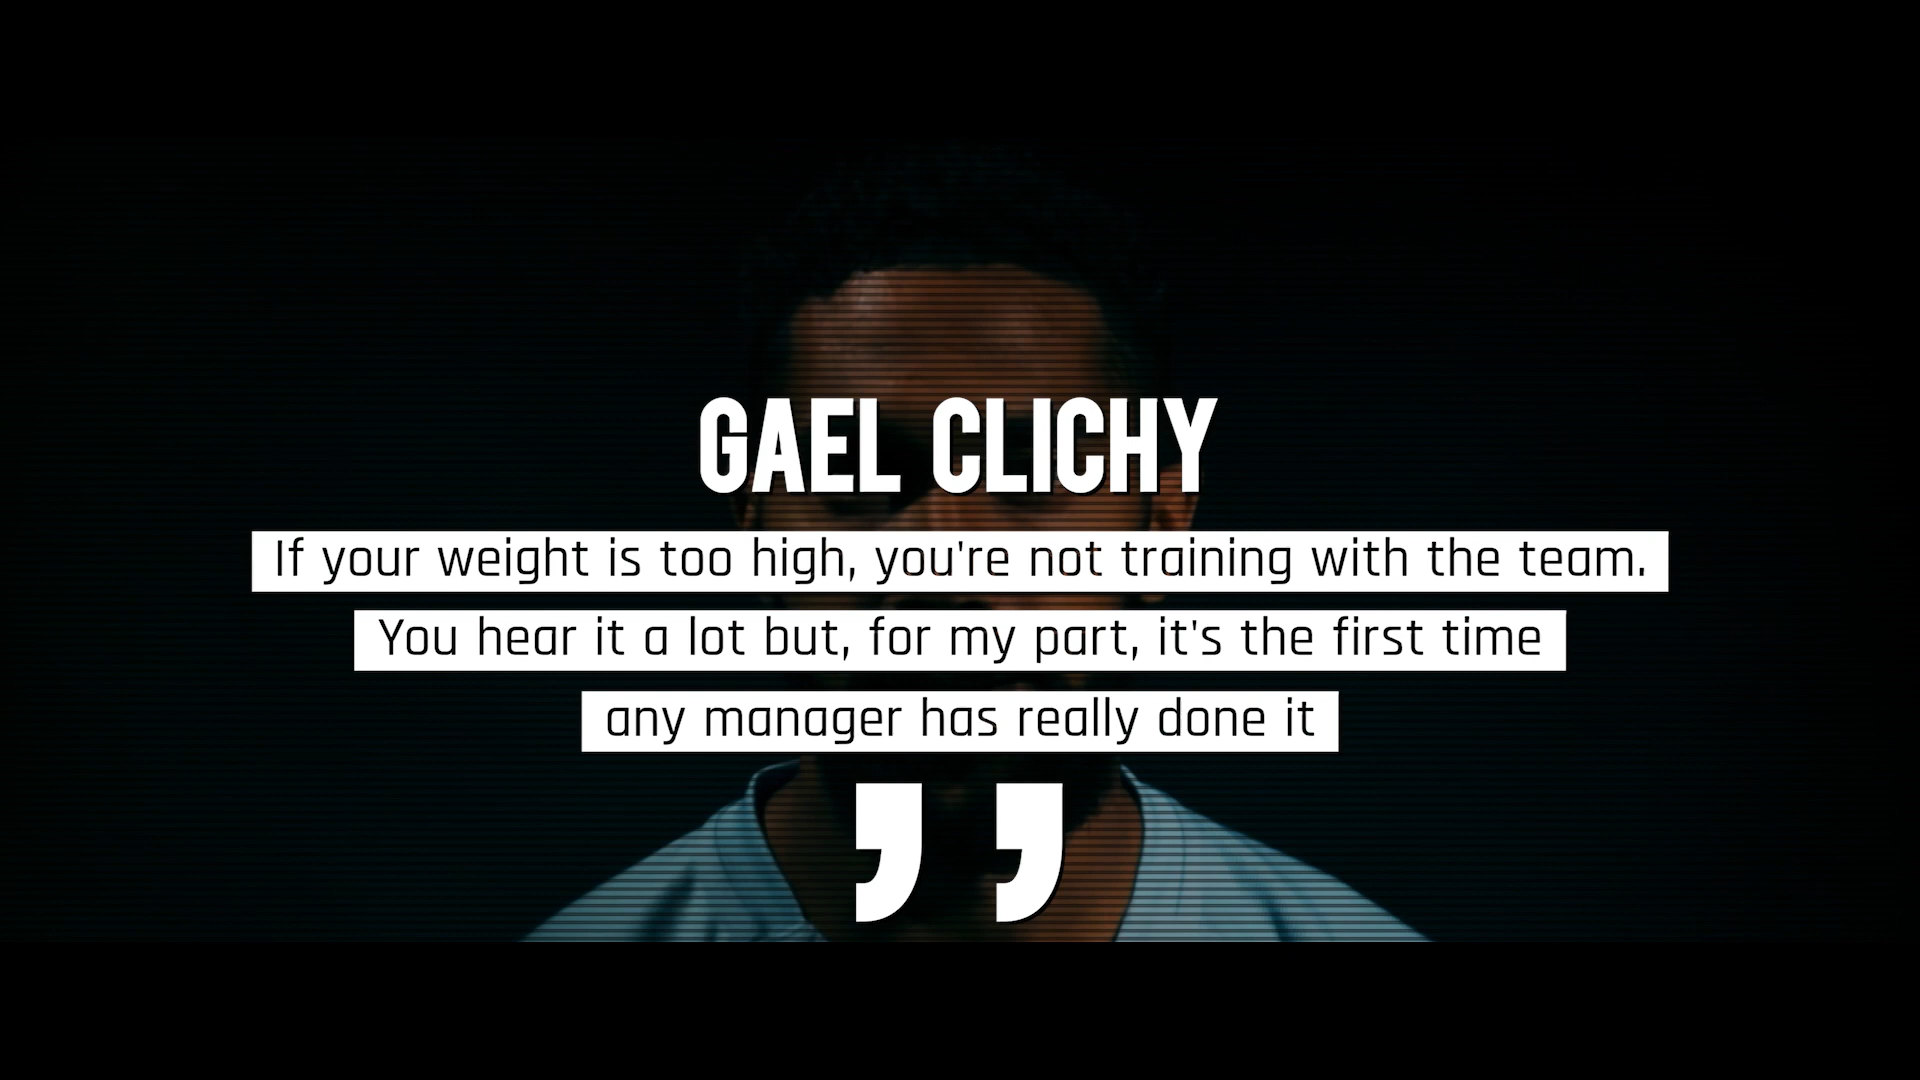 GAEL CLICHY
If your weight is too high, you're not training with the team.
You hear it a lot but, for my part, it's the first time
any manager has really done it
”